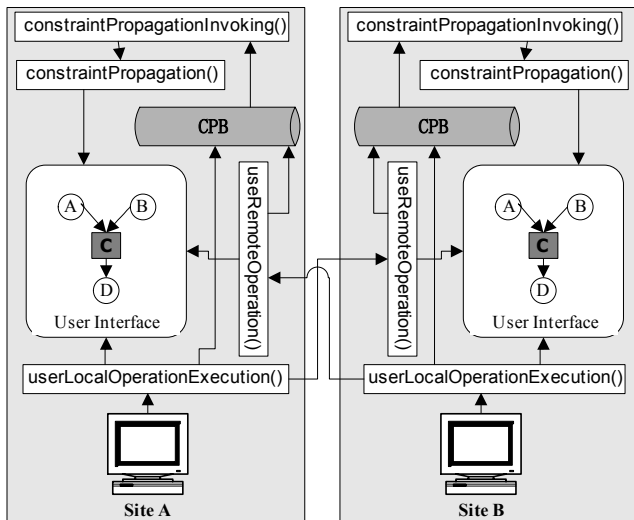 constraintPropagationInvoking()
constraintPropagation()
CPB
useRemoteOperation()
A
B
C
D
User Interface
userLocalOperationExecution()
Site A
constraintPropagationInvoking()
constraintPropagation()
CPB
useRemoteOperation()
A
B
C
D
User Interface
userLocalOperationExecution()
Site B